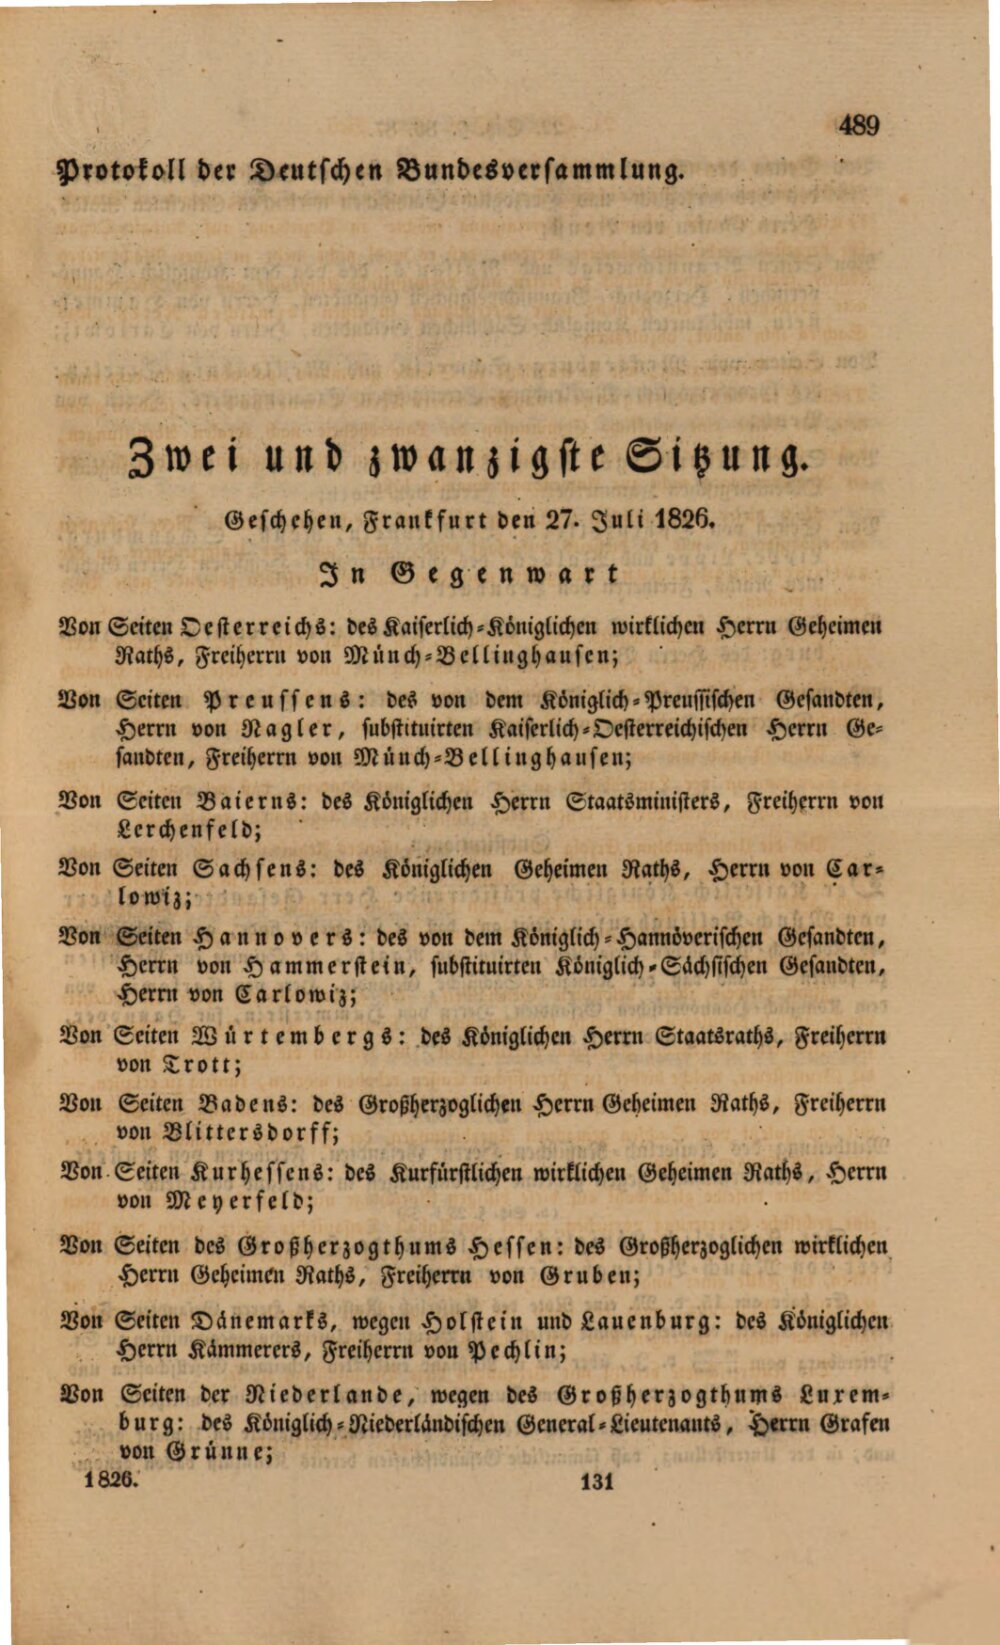 489
Protokoll der Deutschen Bundesversammlung.
Zwei und zwanzigste Sitzung.
Geschehen, Frankfurt den 27. Juli 1826.
In Gegenwart
Von Seiten Oesterreichs: des Kaiserlich-Königlichen wirklichen Herrn Geheimen
Raths, Freiherrn von Münch-Bellinghausen;
Von Seiten Preussens: des von dem Königlich-Preussischen Gesandten,
Herrn von Nagler, substituirten Kaiserlich-Oesterreichischen Herrn Ge-
sandten, Freiherrn von Münch-Bellinghausen;
Von Seiten Baierns: des Königlichen Herrn Staatsministers, Freiherrn von
Lerchenfeld;
Von Seiten Sachsens: des Königlichen Geheimen Raths, Herrn von Car-
lowiz;
Von Seiten Hannovers: des von dem Königlich-Hannöverischen Gesandten,
Herrn von Hammerstein, substituirten Königlich-Sächsischen Gesandten,
Herrn von Carlowiz;
Von Seiten Würtembergs: des Königlichen Herrn Staatsraths, Freiherrn
von Trott;
Von Seiten Badens: des Großherzoglichen Herrn Geheimen Raths, Freiherrn
von Blittersdorff;
Von Seiten Kurhessens: des Kurfürstlichen wirklichen Geheimen Raths, Herrn
von Meyerfeld;
Von Seiten des Großherzogthums Hessen: des Großherzoglichen wirklichen
Herrn Geheimen Raths, Freiherrn von Gruben;
Von Seiten Dänemarks, wegen Holstein und Lauenburg: des Königlichen
Herrn Kämmerers, Freiherrn von Pechlin;
Von Seiten der Niederlande, wegen des Großherzogthums Luxem-
burg: des Königlich-Niederländischen General-Lieutenants, Herrn Grafen
von Grünne;
1826. 131